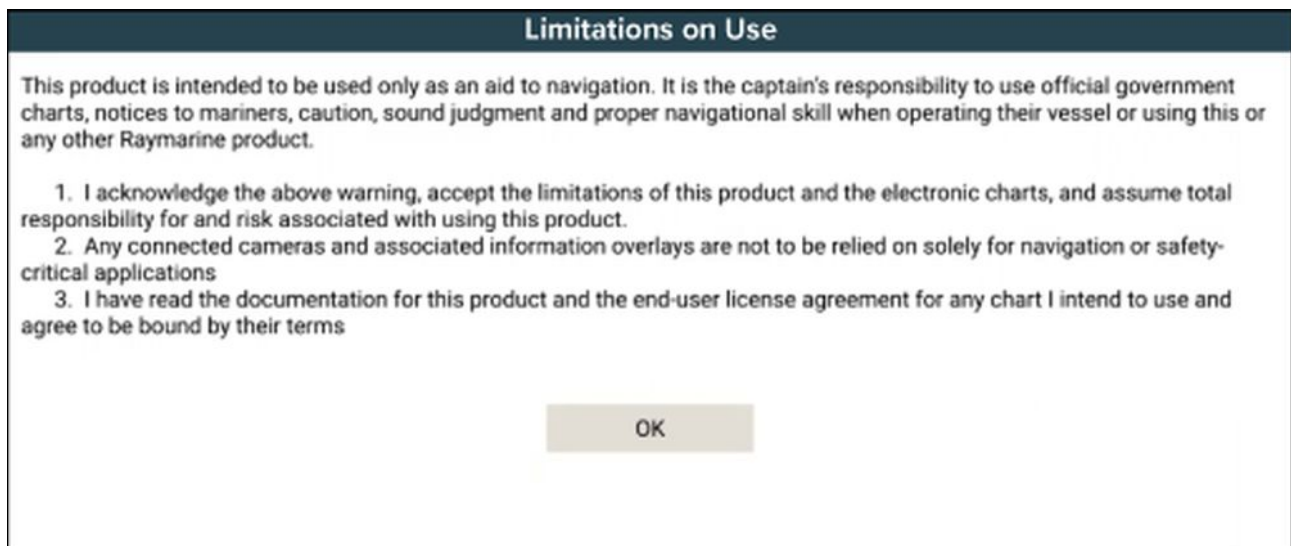 Limitations on Use
This product is intended to be used only as an aid to navigation. It is the captain's responsibility to use official government
charts, notices to mariners, caution, sound judgment and proper navigational skill when operating their vessel or using this or
any other Raymarine product.
1. I acknowledge the above warning, accept the limitations of this product and the electronic charts, and assume total
responsibility for and risk associated with using this product.
2. Any connected cameras and associated information overlays are not to be relied on solely for navigation or safety-
critical applications
3. I have read the documentation for this product and the end-user license agreement for any chart I intend to use and
agree to be bound by their terms
OK